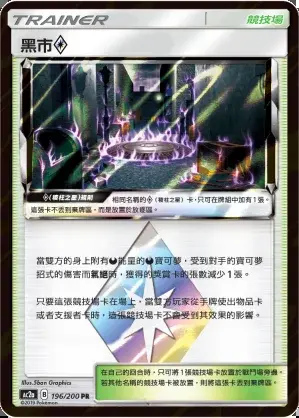 TRAINER
競技場
黑市◇
◇(稜柱之星)規則
相同名稱的◇(稜柱之星)卡,只可在牌組中加有1張。
這張卡不丟到棄牌區,而是放置於放逐區。
當雙方的身上附有惡能量的惡寶可夢,受到對手的寶可夢
招式的傷害而氣絕時,獲得的獎賞卡的張數減少1張。
只要這張競技場卡在場上,當雙方玩家從手牌使出物品卡
或者支援者卡時,這張卡不會受到其效果的影響。
Illus.5ban Graphics
在自己的回合時,只可將1張競技場卡放置於戰鬥場旁邊。
若其他名稱的競技場卡被放置,則將這張卡丟棄。
AC2a D 196/200 PR
©2019 Pokémon